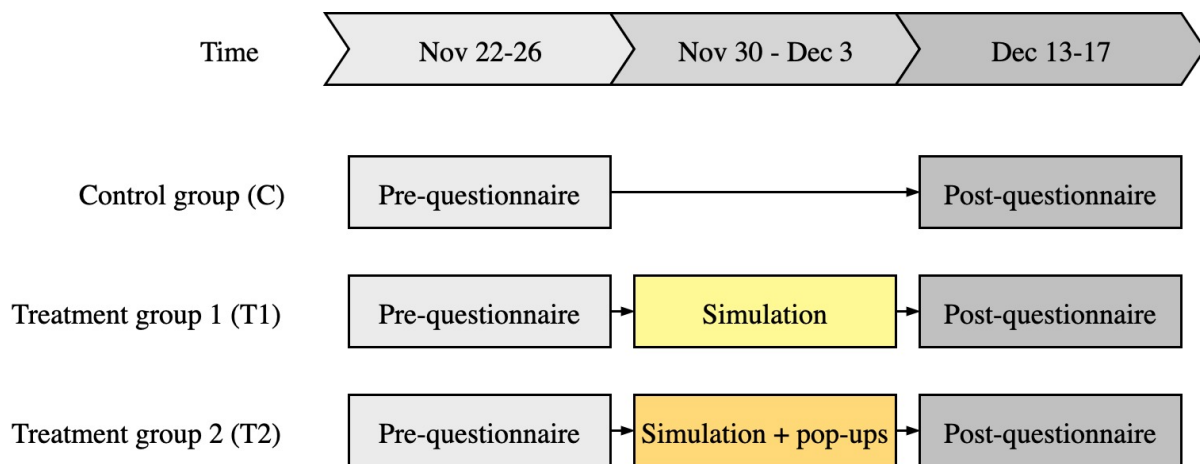 Time Nov 22-26 Nov 30 - Dec 3 Dec 13-17
Control group (C) Pre-questionnaire Post-questionnaire
Treatment group 1 (T1) Pre-questionnaire Simulation Post-questionnaire
Treatment group 2 (T2) Pre-questionnaire Simulation + pop-ups Post-questionnaire